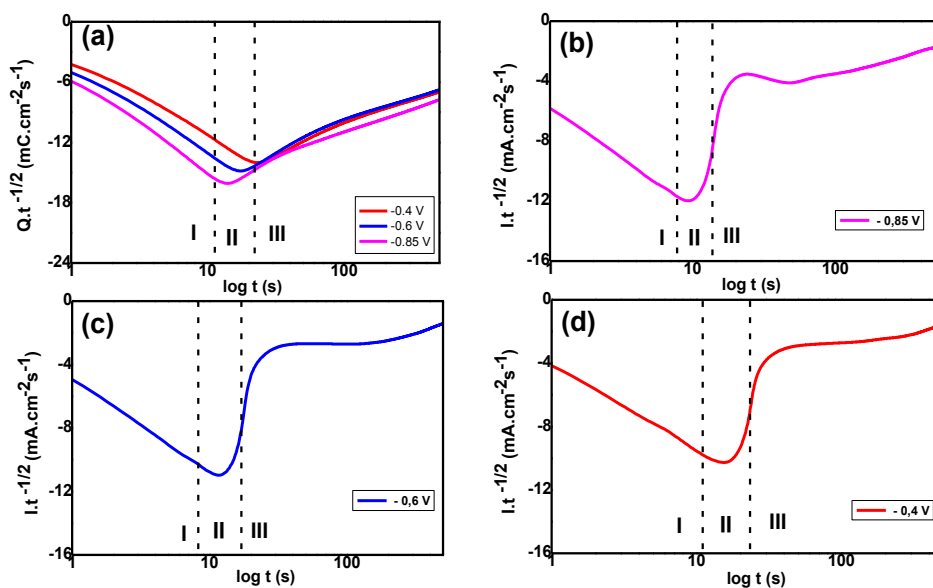 (a)
Q.t -1/2 (mC.cm-2s-1)
0
-6
-12
-18
-24
I
II
III
-0.4 V
-0.6 V
-0.85 V
1
10
100
log t (s)
(b)
I.t -1/2 (mA.cm-2s-1)
0
-4
-8
-12
-16
I
II
III
- 0,85 V
1
10
100
log t (s)
(c)
I.t -1/2 (mA.cm-2s-1)
0
-4
-8
-12
-16
I
II
III
- 0,6 V
1
10
100
log t (s)
(d)
I.t -1/2 (mA.cm-2s-1)
0
-4
-8
-12
-16
I
II
III
- 0,4 V
1
10
100
log t (s)